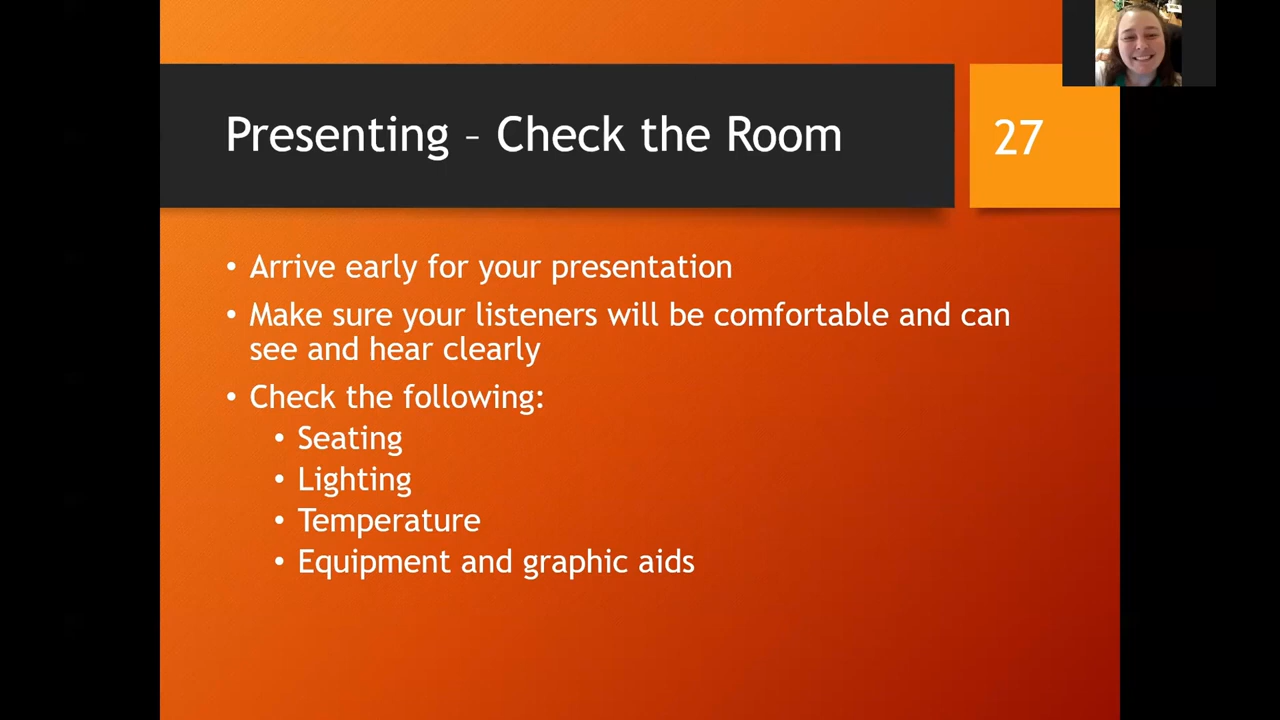 Presenting – Check the Room
27
• Arrive early for your presentation
• Make sure your listeners will be comfortable and can
see and hear clearly
• Check the following:
• Seating
• Lighting
• Temperature
• Equipment and graphic aids